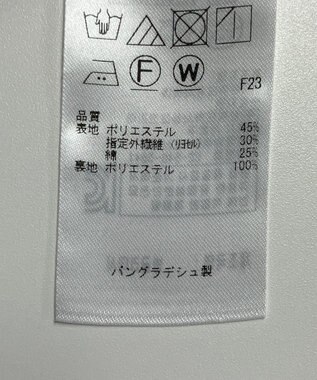 F W
F23
品質
表地 ポリエステル 45%
指定外繊維 (リヨセル) 30%
綿 25%
裏地 ポリエステル 100%
バングラデシュ製